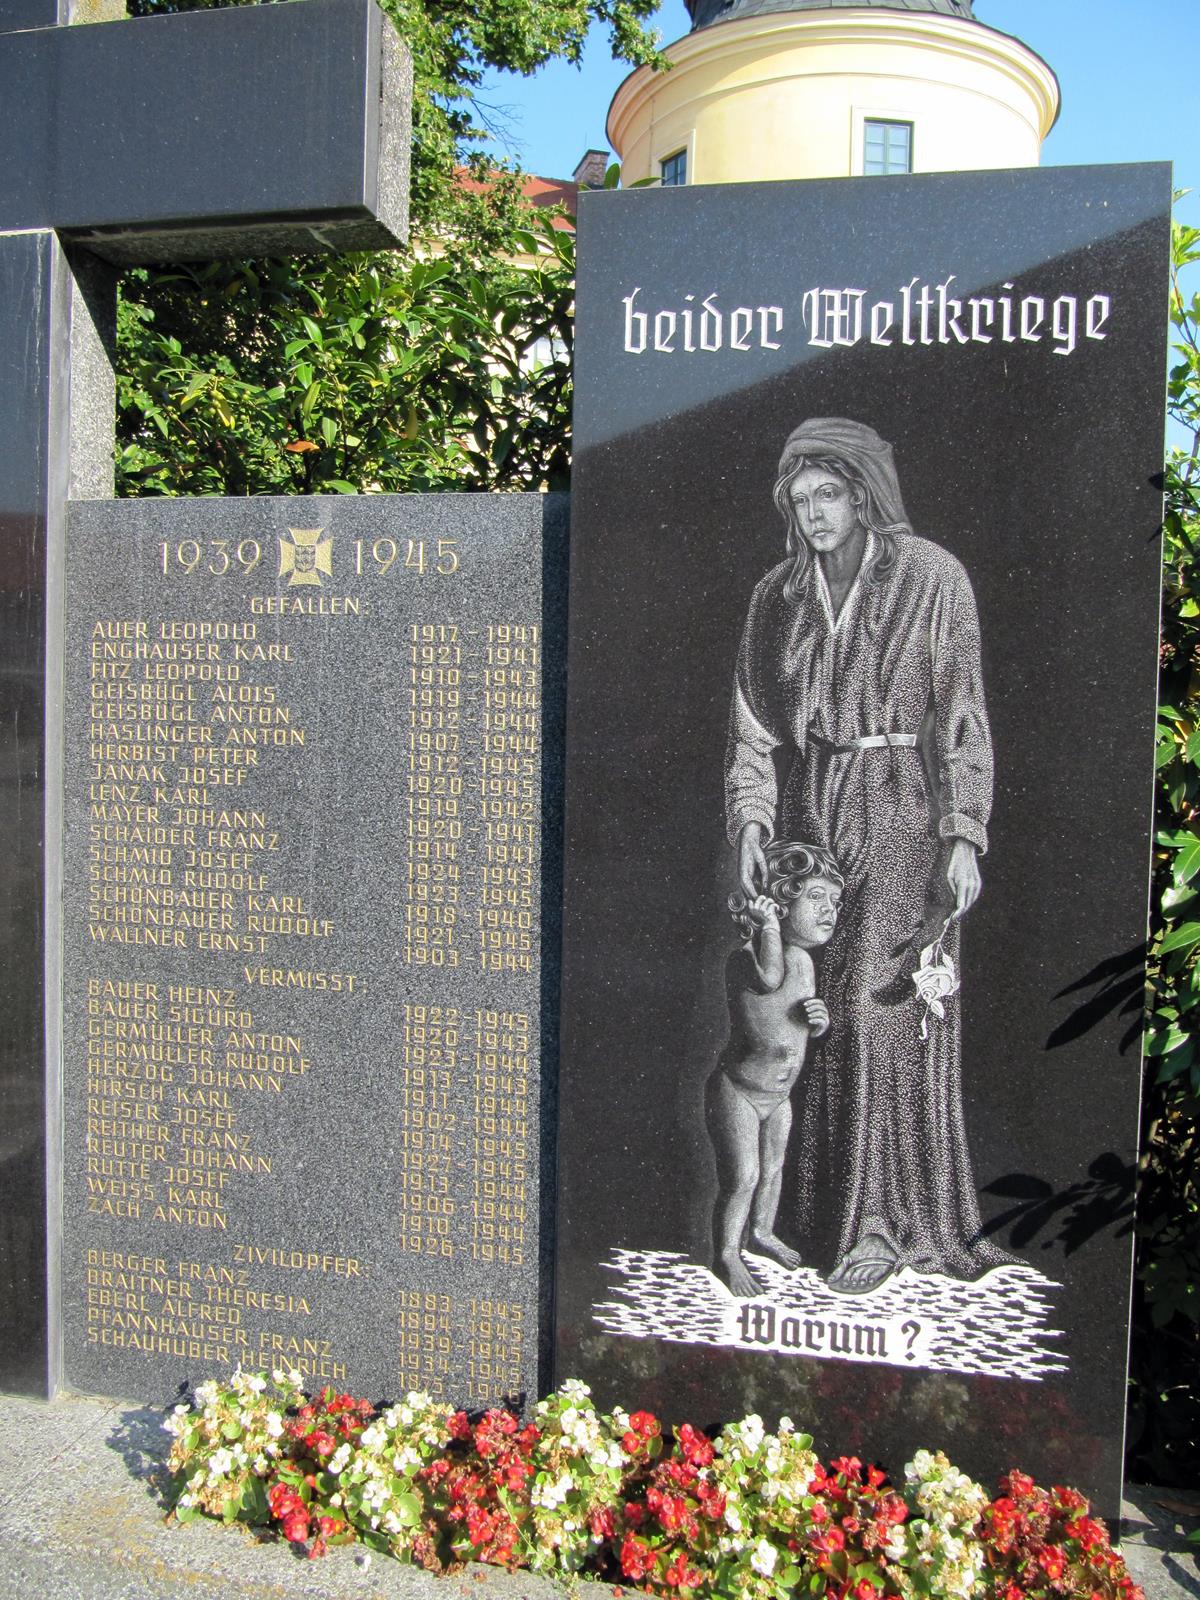 beider Weltkriege
1939 1945
GEFALLEN:
AUER LEOPOLD 1917-1941
ENGHAUSER KARL 1921-1941
FITZ LEOPOLD 1910-1943
GEISBÜGL ALOIS 1919-1944
GEISBÜGL ANTON 1912-1944
HASLINGER ANTON 1907-1944
HERBIST PETER 1912-1945
JANAK JOSEF 1920-1945
LENZ KARL 1919-1942
MAYER JOHANN 1920-1941
SCHAIDER FRANZ 1914-1941
SCHMID JOSEF 1924-1943
SCHMID RUDOLF 1923-1945
SCHÖNBAUER KARL 1918-1940
SCHÖNBAUER RUDOLF 1921-1945
WALLNER ERNST 1903-1944
VERMISST:
BAUER HEINZ 1922-1945
BAUER SIGURD 1920-1943
GERMÜLLER ANTON 1923-1944
GERMÜLLER RUDOLF 1913-1943
HERZOG JOHANN 1911-1944
HIRSCH KARL 1902-1944
REISER JOSEF 1914-1945
REITHER FRANZ 1927-1945
REUTER JOHANN 1913-1944
RUTTE JOSEF 1906-1944
WEISS KARL 1910-1944
ZACH ANTON 1926-1945
ZIVILOPFER:
BERGER FRANZ 1883-1945
BRAITNER THERESIA 1894-1945
EBERL ALFRED 1939-1945
PFANNHAUSER FRANZ 1934-1945
SCHAUHUBER HEINRICH 1875-
Warum?